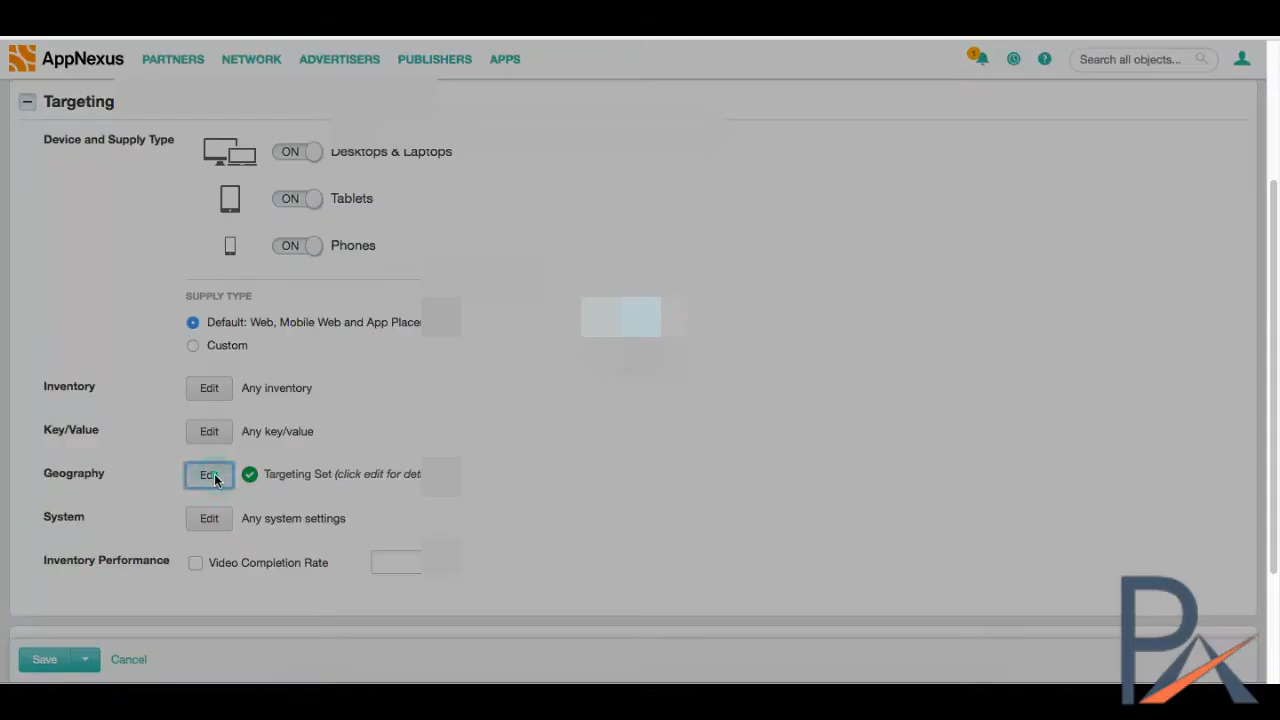 AppNexus PARTNERS NETWORK ADVERTISERS PUBLISHERS APPS 1 Search all objects...
Targeting
Device and Supply Type
ON Desktops & Laptops
ON Tablets
ON Phones
SUPPLY TYPE
Default: Web, Mobile Web and App
Custom
Inventory Edit Any inventory
Key/Value Edit Any key/value
Geography Edit Targeting Set (click edit for
System Edit Any system settings
Inventory Performance Video Completion Rate
Save Cancel
PA